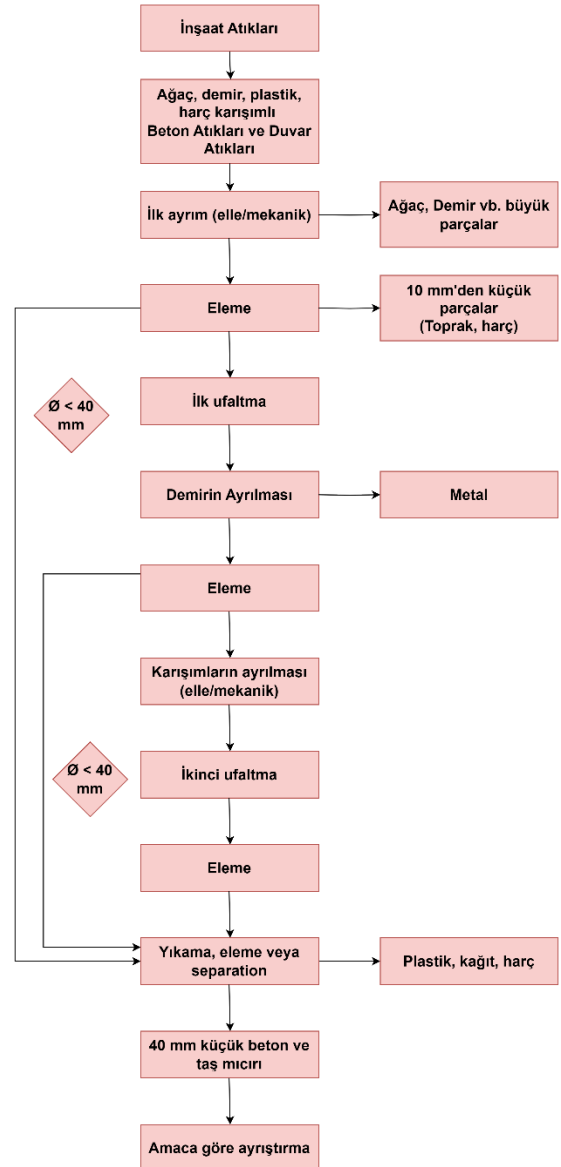 İnşaat Atıkları
Ağaç, demir, plastik,
harç karışımlı
Beton Atıkları ve Duvar
Atıkları
İlk ayrım (elle/mekanik)
Ağaç, Demir vb. büyük
parçalar
Eleme
10 mm'den küçük
parçalar
(Toprak, harç)
Ø < 40
mm
İlk ufaltma
Demirin Ayrılması
Metal
Eleme
Karışımların ayrılması
(elle/mekanik)
Ø < 40
mm
İkinci ufaltma
Eleme
Yıkama, eleme veya
separation
Plastik, kağıt, harç
40 mm küçük beton ve
taş mıcırı
Amaca göre ayrıştırma